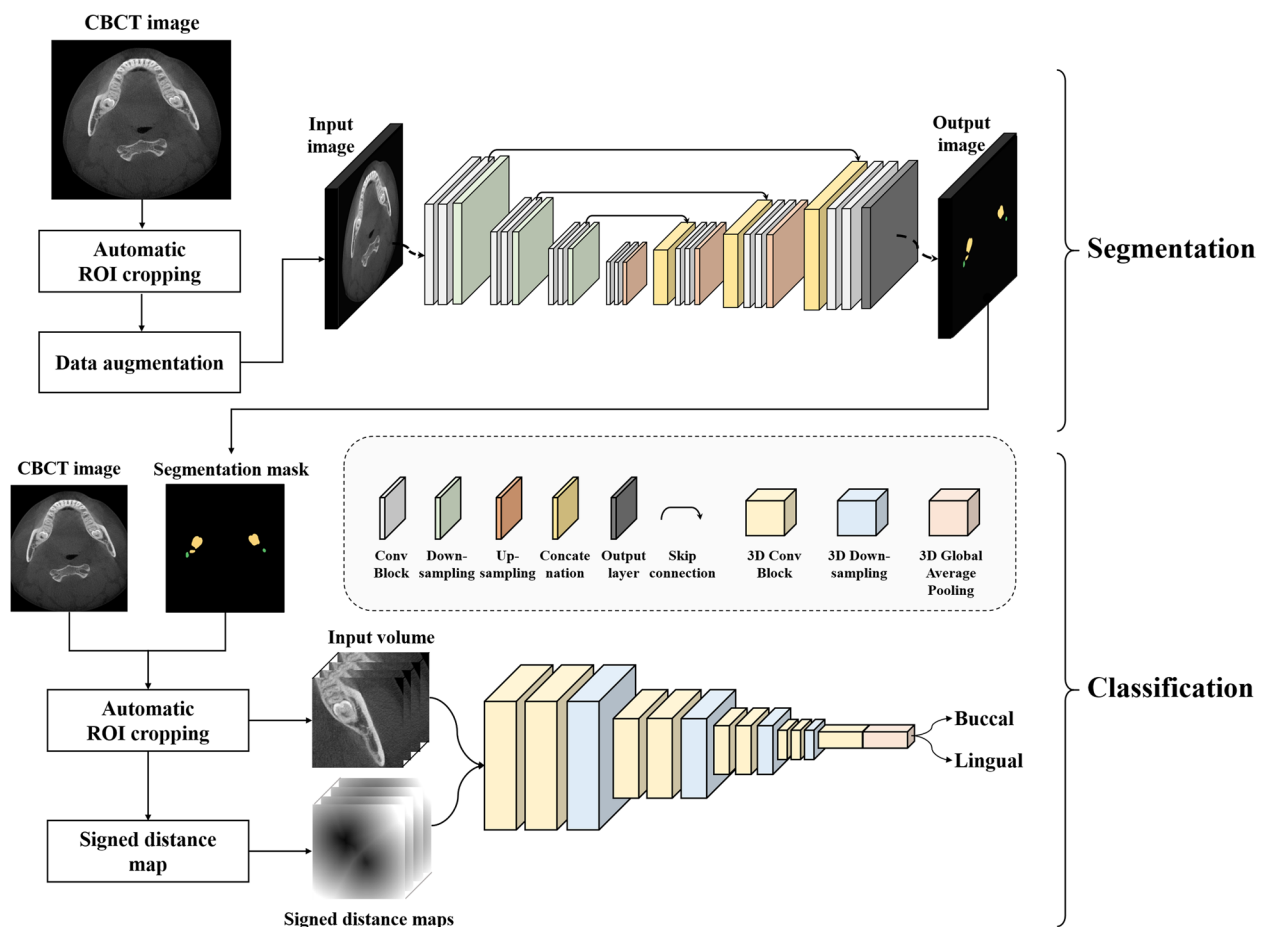 CBCT image
Input
image
Output
image
Automatic
ROI cropping
Data augmentation
Segmentation
CBCT image
Segmentation mask
Conv
Block
Down-
sampling
Up-
sampling
Concate
nation
Output
layer
Skip
connection
3D Conv
Block
3D Down-
sampling
3D Global
Average
Pooling
Input volume
Automatic
ROI cropping
Signed distance
map
Signed distance maps
Buccal
Lingual
Classification